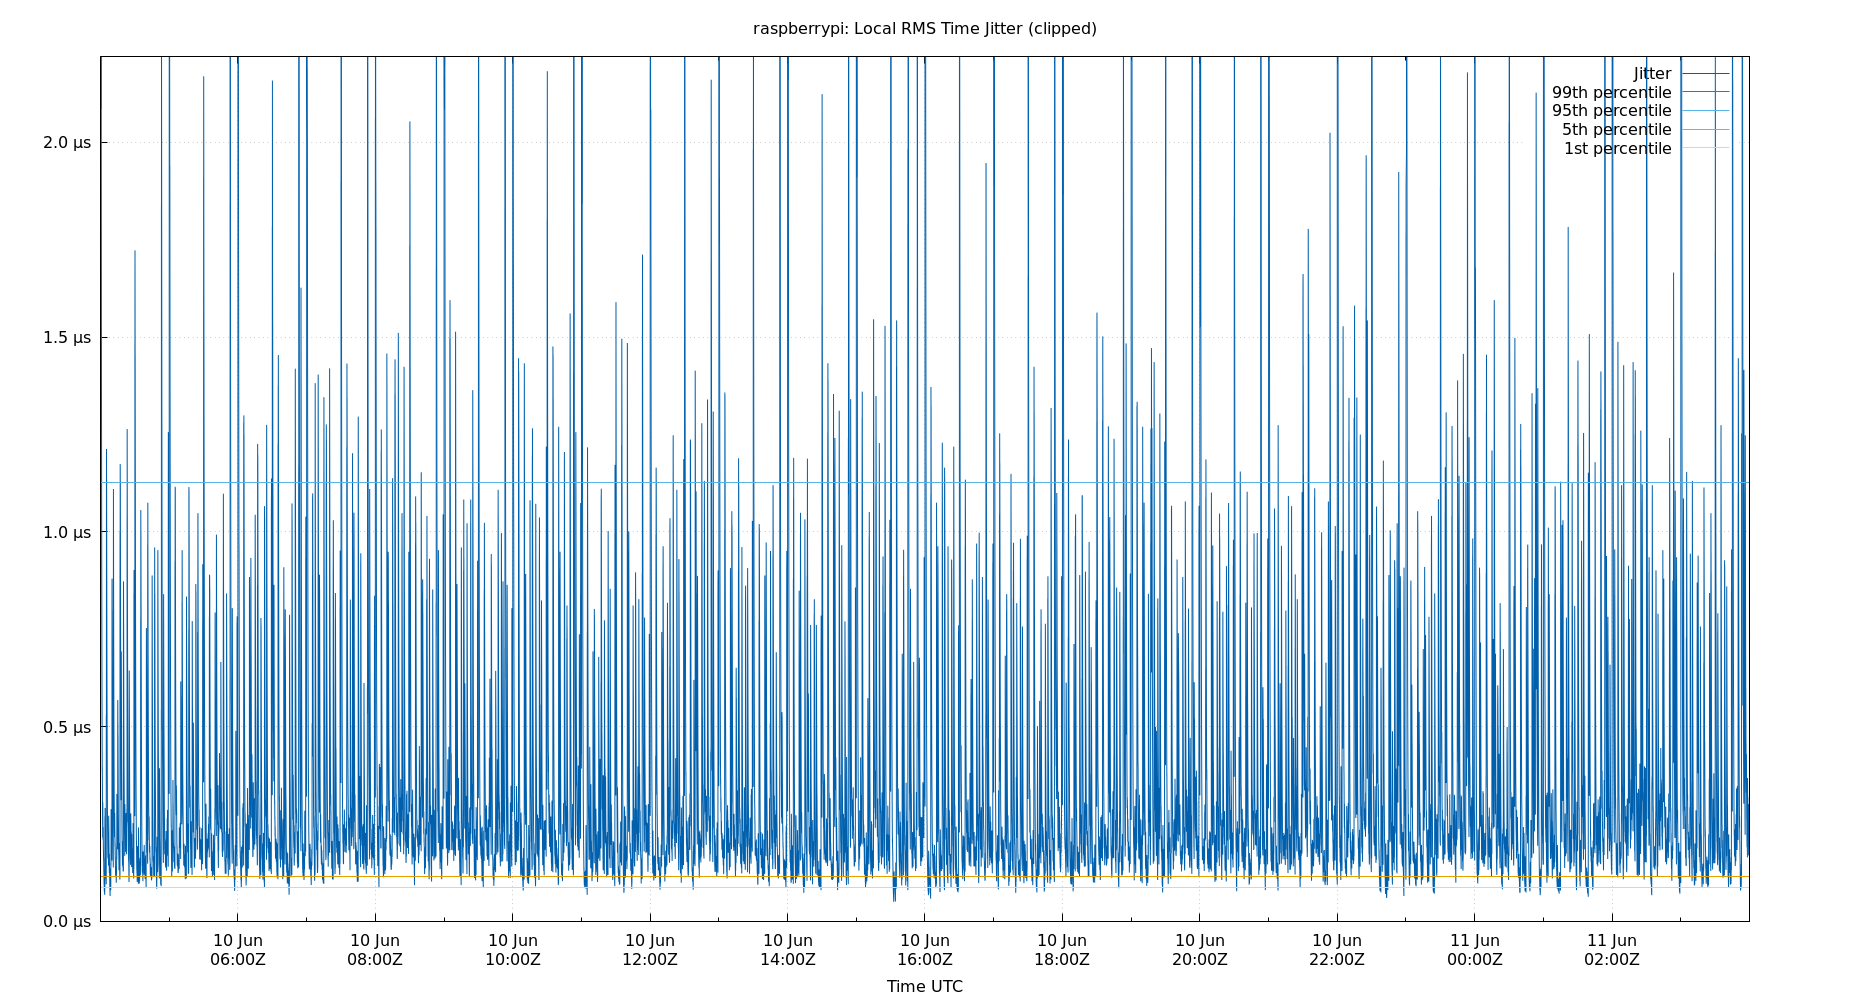 raspberrypi: Local RMS Time Jitter (clipped)
Jitter
99th percentile
95th percentile
5th percentile
1st percentile
2.0 µs
1.5 µs
1.0 µs
0.5 µs
0.0 µs
10 Jun 10 Jun 10 Jun 10 Jun 10 Jun 10 Jun 10 Jun 10 Jun 10 Jun 11 Jun 11 Jun
06:00Z 08:00Z 10:00Z 12:00Z 14:00Z 16:00Z 18:00Z 20:00Z 22:00Z 00:00Z 02:00Z
Time UTC